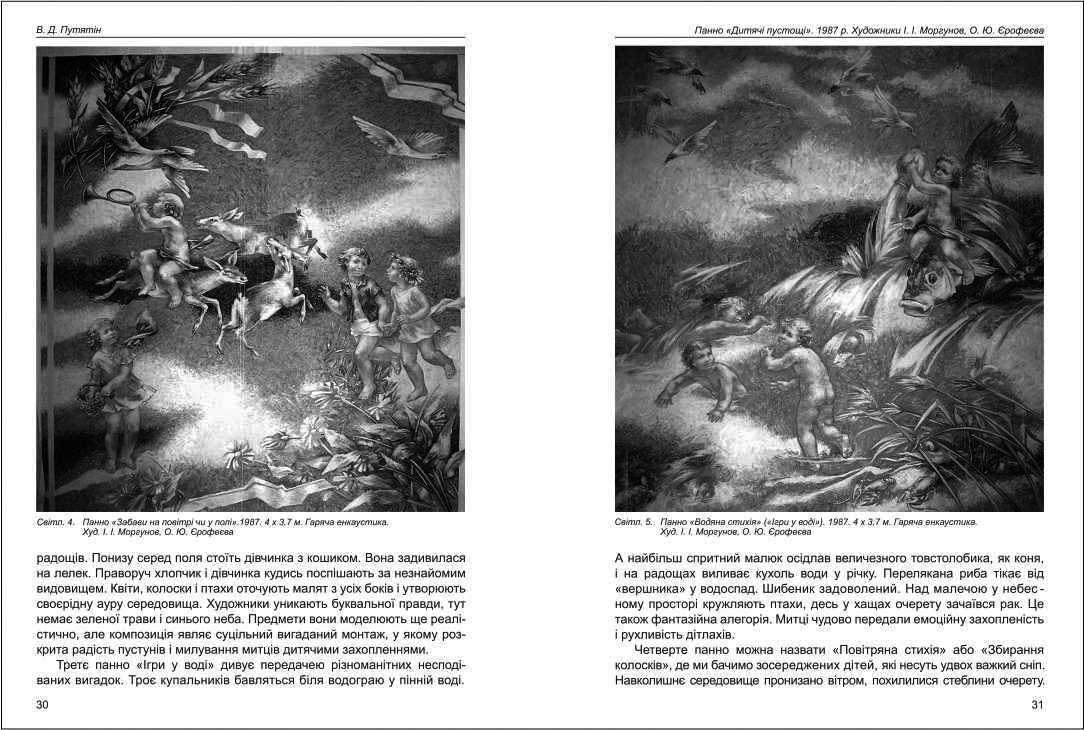 В. Д. Путятін
Світл. 4. Панно «Забави на повітрі чи у полі».1987. 4 х 3,7 м. Гаряча енкаустика.
Худ. І. І. Моргунов, О. Ю. Єрофеєва
радощів. Понизу серед поля стоїть дівчинка з кошиком. Вона задивилася
на лелек. Праворуч хлопчик і дівчинка кудись поспішають за незнайомим
видовищем. Квіти, колоски і птахи оточують малят з усіх боків і утворюють
своєрідну ауру середовища. Художники уникають буквальної правди, тут
немає зеленої трави і синього неба. Предмети вони моделюють ще реалі-
стично, але композиція являє суцільний вигаданий монтаж, у якому роз-
крита радість пустунів і милування митців дитячими захопленнями.
Третє панно «Ігри у воді» дивує передачею різноманітних несподі-
ваних вигадок. Троє купальників бавляться біля водограю у пінній воді.
30
Панно «Дитячі пустощі». 1987 р. Художники І. І. Моргунов, О. Ю. Єрофеєва
Світл. 5. Панно «Водяна стихія» («Ігри у воді»). 1987. 4 х 3,7 м. Гаряча енкаустика.
Худ. І. І. Моргунов, О. Ю. Єрофеєва
А найбільш спритний малюк осідлав величезного товстолобика, як коня,
і на радощах виливає кухоль води у річку. Перелякана риба тікає від
«вершника» у водоспад. Шибеник задоволений. Над малечою у небес-
ному просторі кружляють птахи, десь у хащах очерету зачаївся рак. Це
також фантазійна алегорія. Митці чудово передали емоційну захопленість
і рухливість дітлахів.
Четверте панно можна назвати «Повітряна стихія» або «Збирання
колосків», де ми бачимо зосереджених дітей, які несуть удвох важкий сніп.
Навколишнє середовище пронизано вітром, похилилися стеблини очерету.
31